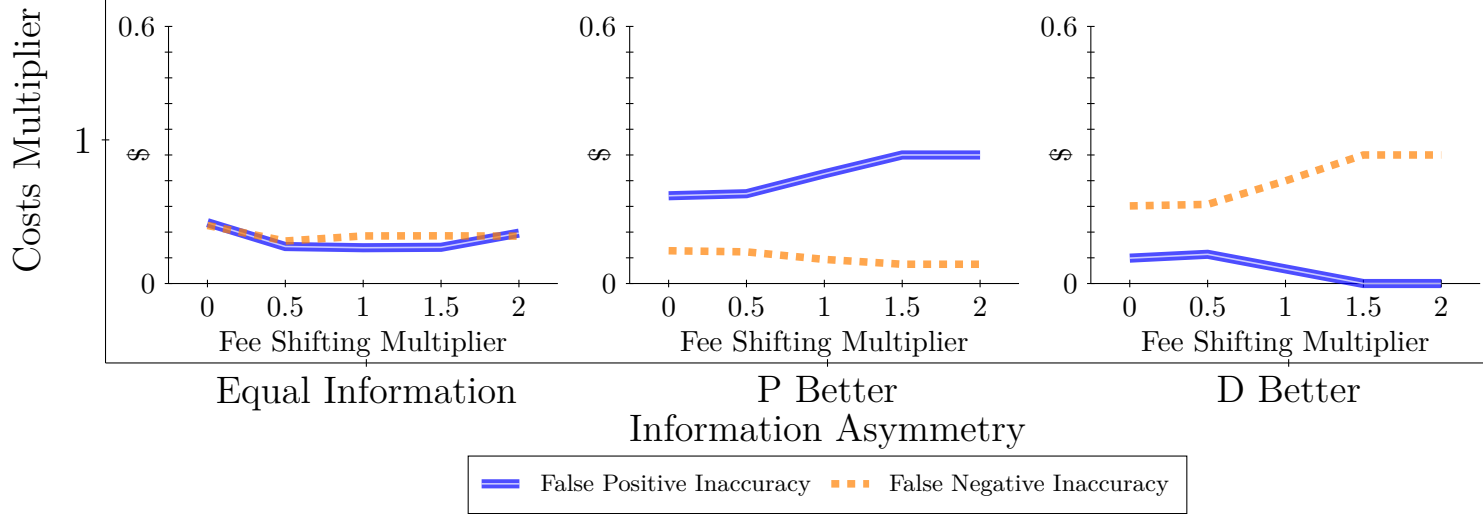 Costs Multiplier
1
0.6
$
0
0 0.5 1 1.5 2
Fee Shifting Multiplier
0.6
$
0
0 0.5 1 1.5 2
Fee Shifting Multiplier
0.6
$
0
0 0.5 1 1.5 2
Fee Shifting Multiplier
Equal Information P Better D Better
Information Asymmetry
False Positive Inaccuracy False Negative Inaccuracy